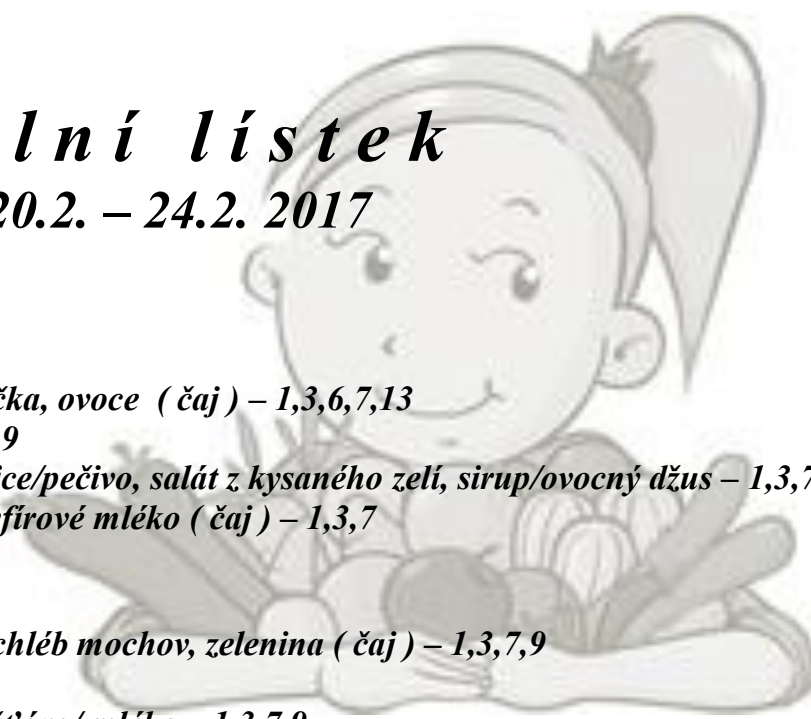 l n í l í s t e k
20.2. – 24.2. 2017
čka, ovoce ( čaj ) – 1,3,6,7,13
9
ce/pečivo, salát z kysaného zelí, sirup/ovocný džus – 1,3,7
fírové mléko ( čaj ) – 1,3,7
chléb mochov, zelenina ( čaj ) – 1,3,7,9